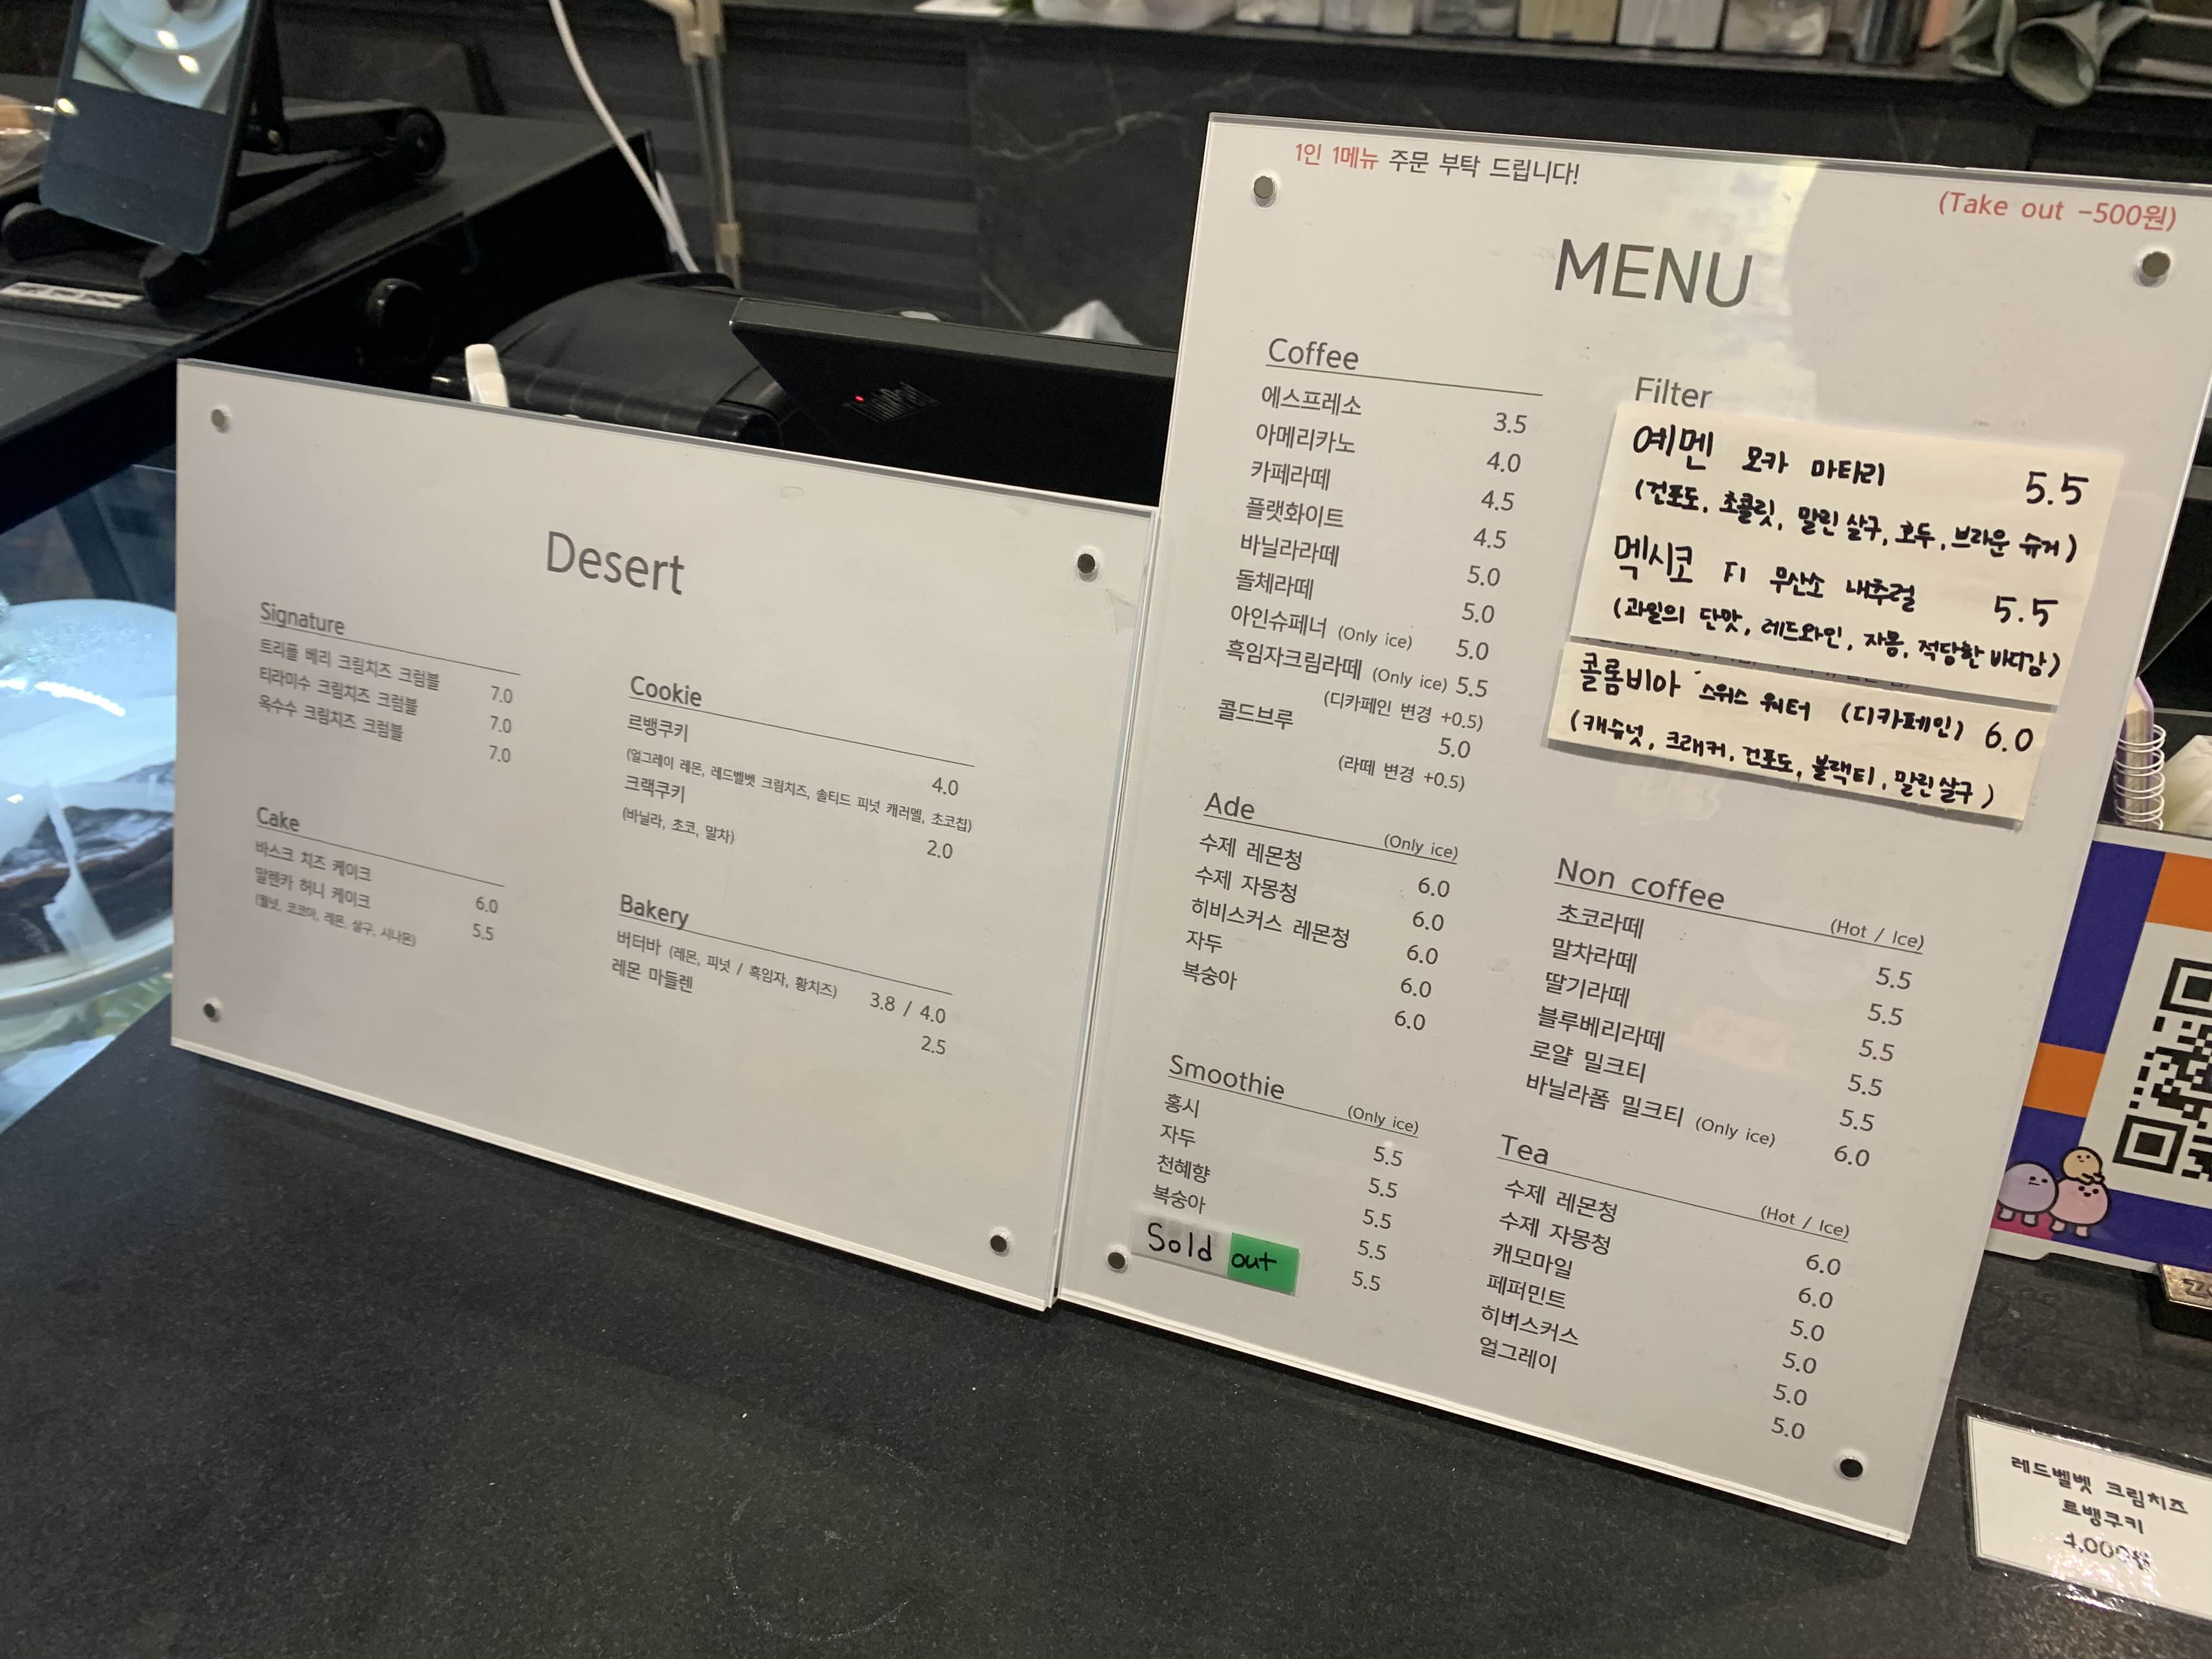 Desert
Signature
트리플 베리 크림치즈 크럼블 7.0
티라미수 크림치즈 크럼블 7.0
옥수수 크림치즈 크럼블 7.0
Cake
바스크 치즈 케이크 6.0
말렌카 허니 케이크 5.5
(월넛, 코코아, 레몬, 살구, 시나몬)
Cookie
르뱅쿠키 4.0
(얼그레이 레몬, 레드벨벳 크림치즈, 솔티드 피넛 캐러멜, 초코칩)
크랙쿠키 2.0
(바닐라, 초코, 말차)
Bakery
버터바 (레몬, 피넛 / 흑임자, 황치즈) 3.8 / 4.0
레몬 마들렌 2.5
1인 1메뉴 주문 부탁 드립니다!
(Take out -500원)
MENU
Coffee
에스프레소 3.5
아메리카노 4.0
카페라떼 4.5
플랫화이트 4.5
바닐라라떼 5.0
돌체라떼 5.0
아인슈페너 (Only ice) 5.0
흑임자크림라떼 (Only ice) 5.5
(디카페인 변경 +0.5)
콜드브루 5.0
(라떼 변경 +0.5)
Ade (Only ice)
수제 레몬청 6.0
수제 자몽청 6.0
히비스커스 레몬청 6.0
자두 6.0
복숭아 6.0
Smoothie (Only ice)
홍시 5.5
자두 5.5
천혜향 5.5
복숭아 5.5
Sold out 5.5
Filter
예멘 모카 마타리 5.5
(건포도, 초콜릿, 말린 살구, 호두, 브라운 슈거)
멕시코 F1 무산소 내추럴 5.5
(과일의 단맛, 레드와인, 자몽, 적당한 바디감)
콜롬비아 스위스 워터 (디카페인) 6.0
(캐슈넛, 크래커, 건포도, 블랙티, 말린살구)
Non coffee (Hot / Ice)
초코라떼 5.5
말차라떼 5.5
딸기라떼 5.5
블루베리라떼 5.5
로얄 밀크티 5.5
바닐라폼 밀크티 (Only ice) 6.0
Tea (Hot / Ice)
수제 레몬청 6.0
수제 자몽청 6.0
캐모마일 5.0
페퍼민트 5.0
히비스커스 5.0
얼그레이 5.0
레드벨벳 크림치즈
르뱅쿠키
4,000원